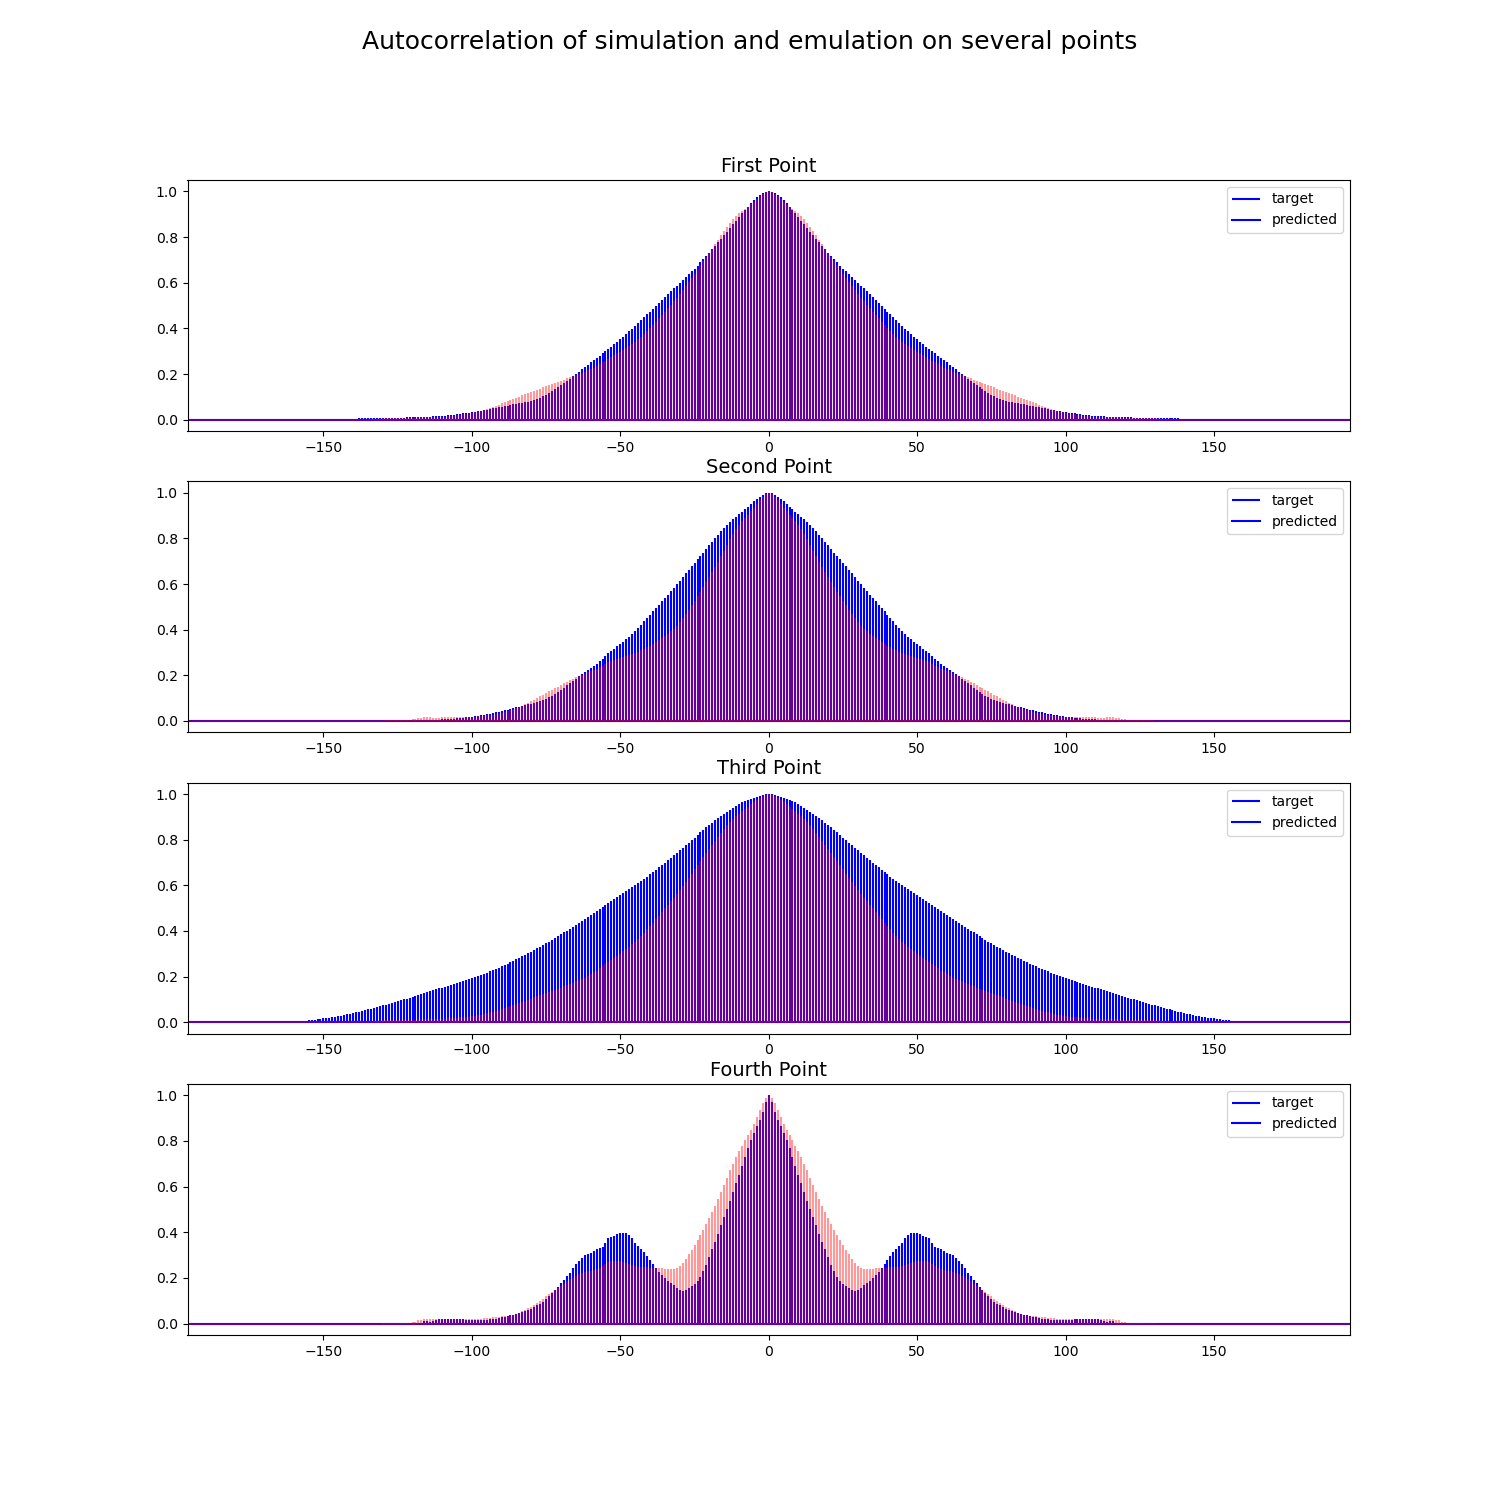 Autocorrelation of simulation and emulation on several points
First Point
1.0
0.8
0.6
0.4
0.2
0.0
target
predicted
−150 −100 −50 0 50 100 150
Second Point
1.0
0.8
0.6
0.4
0.2
0.0
target
predicted
−150 −100 −50 0 50 100 150
Third Point
1.0
0.8
0.6
0.4
0.2
0.0
target
predicted
−150 −100 −50 0 50 100 150
Fourth Point
1.0
0.8
0.6
0.4
0.2
0.0
target
predicted
−150 −100 −50 0 50 100 150